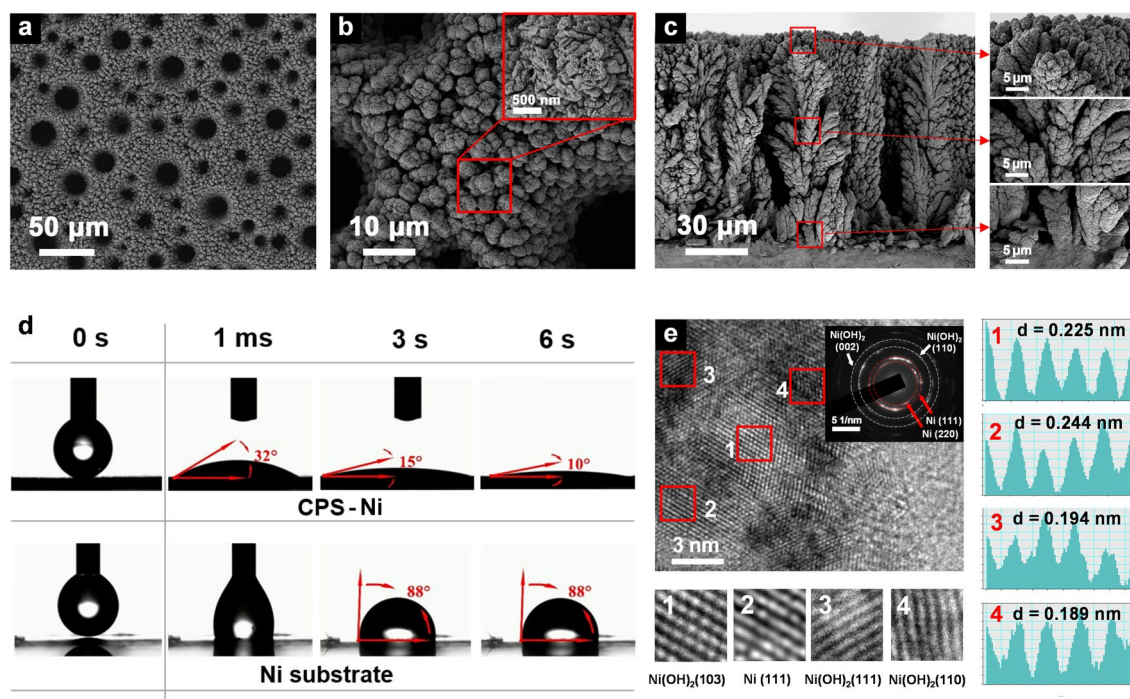 a
50 µm
b
500 nm
10 µm
c
30 µm
5 µm
5 µm
5 µm
d
0 s
1 ms
3 s
6 s
32°
15°
10°
CPS - Ni
88°
88°
Ni substrate
e
3
4
1
2
3 nm
Ni(OH)₂
(002)
Ni(OH)₂
(110)
Ni (111)
Ni (220)
5 1/nm
1
d = 0.225 nm
2
d = 0.244 nm
3
d = 0.194 nm
4
d = 0.189 nm
1
2
3
4
Ni(OH)₂(103)
Ni (111)
Ni(OH)₂(111)
Ni(OH)₂(110)